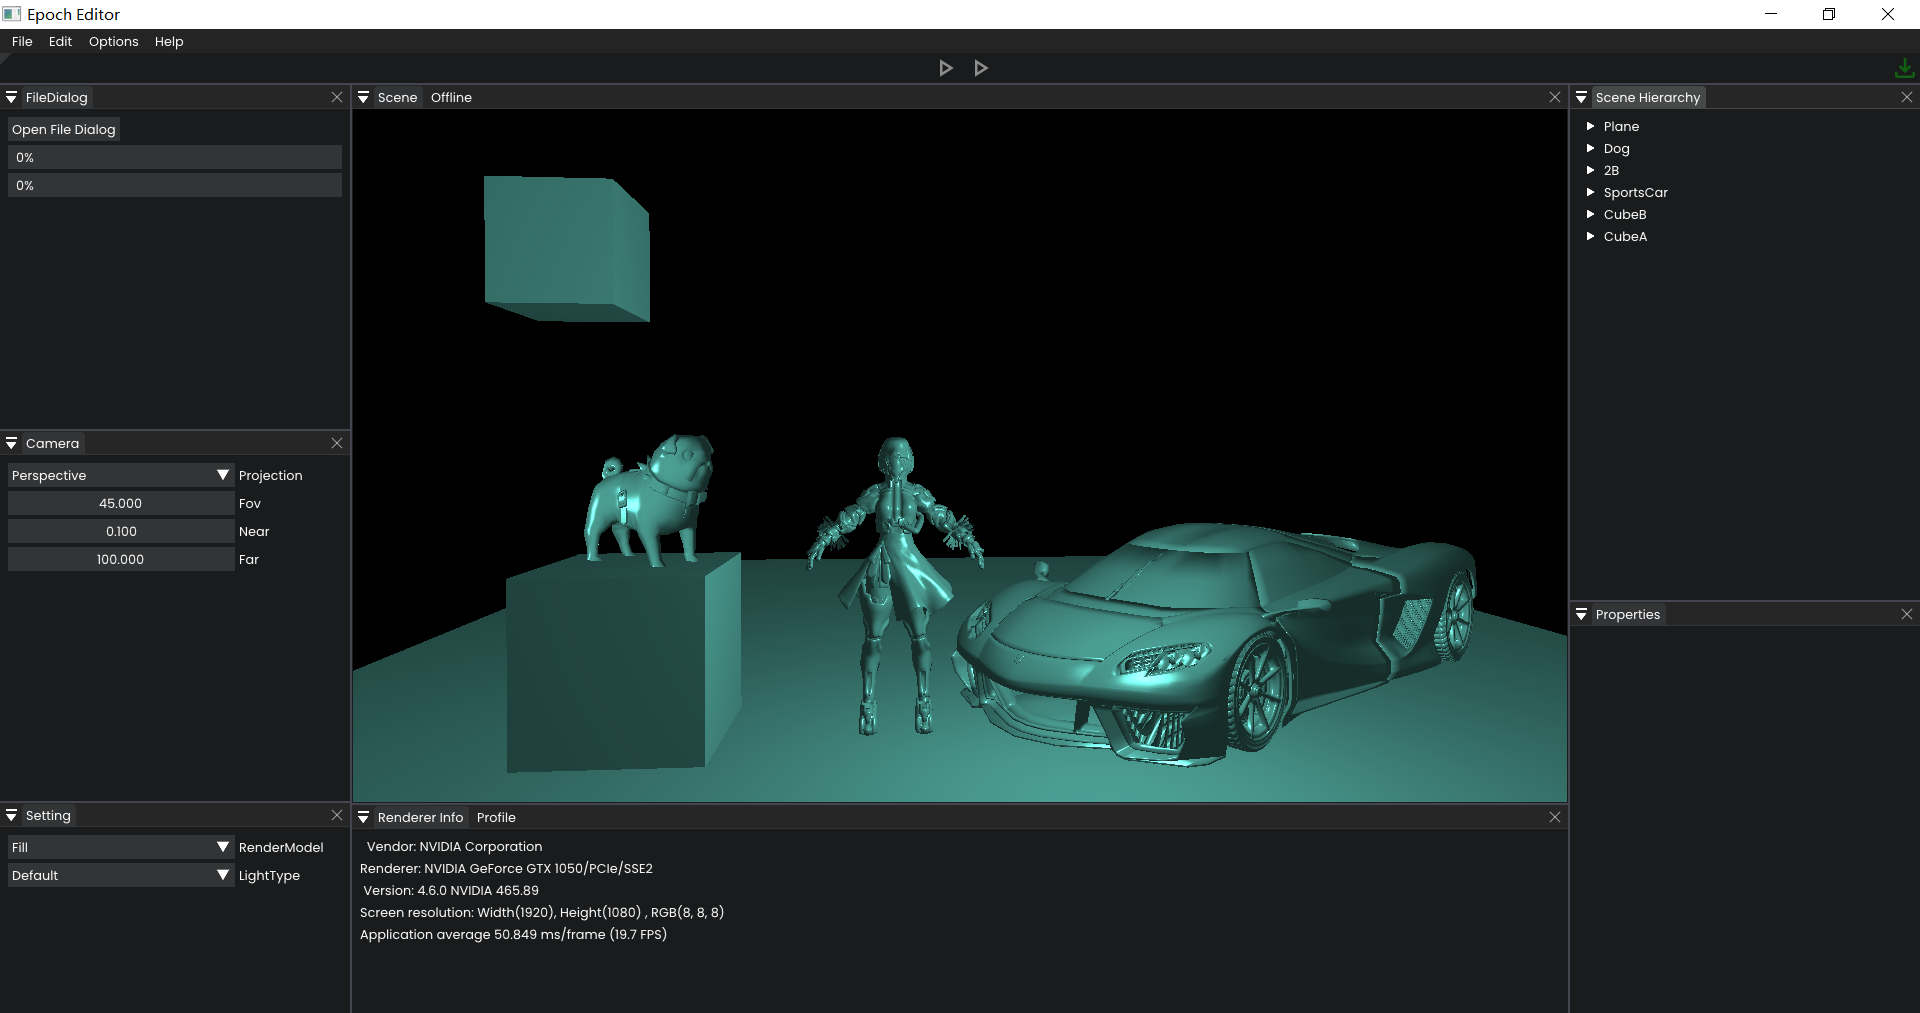 Epoch Editor
File Edit Options Help
FileDialog
Open File Dialog
0%
0%
Camera
Perspective Projection
45.000 Fov
0.100 Near
100.000 Far
Setting
Fill RenderModel
Default LightType
Scene Offline
Renderer Info Profile
Vendor: NVIDIA Corporation
Renderer: NVIDIA GeForce GTX 1050/PCIe/SSE2
Version: 4.6.0 NVIDIA 465.89
Screen resolution: Width(1920), Height(1080) , RGB(8, 8, 8)
Application average 50.849 ms/frame (19.7 FPS)
Scene Hierarchy
Plane
Dog
2B
SportsCar
CubeB
CubeA
Properties